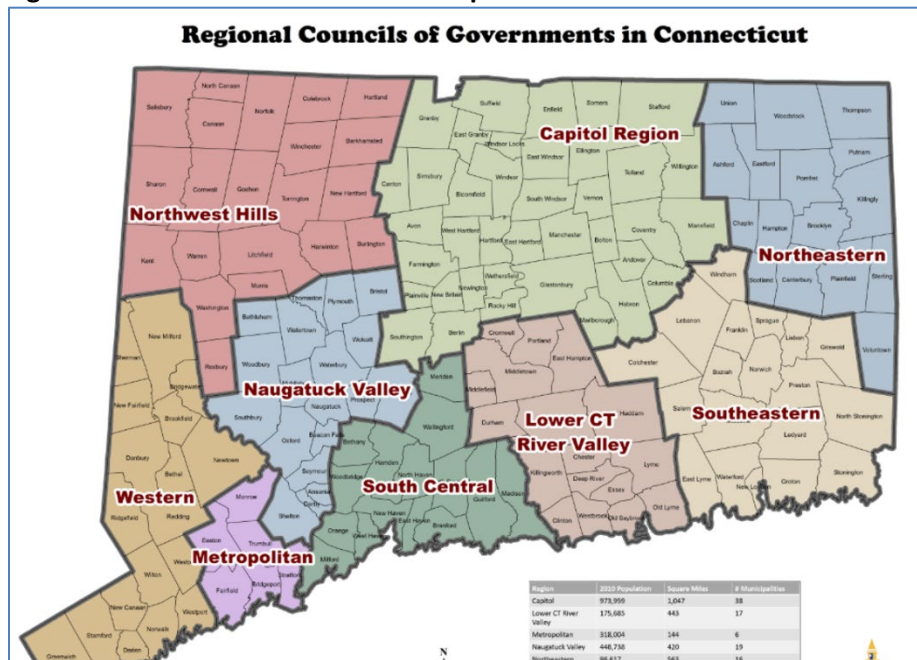 Regional Councils of Governments in Connecticut
North Canaan
Salisbury
Canaan
Norfolk
Colebrook
Hartland
Winchester
Barkhamsted
Sharon
Cornwall
Goshen
Torrington
New Hartford
Northwest Hills
Kent
Warren
Litchfield
Harwinton
Burlington
Morris
Washington
Roxbury
Granby
Suffield
Enfield
Somers
Stafford
East Granby
Windsor Locks
Capitol Region
East Windsor
Ellington
Canton
Simsbury
Windsor
Tolland
Willington
Bloomfield
South Windsor
Vernon
Avon
West Hartford
Hartford
East Hartford
Manchester
Bolton
Coventry
Mansfield
Farmington
Andover
Wethersfield
Newington
Glastonbury
Columbia
Plainville
New Britain
Rocky Hill
Hebron
Marlborough
Southington
Berlin
Union
Woodstock
Thompson
Putnam
Ashford
Eastford
Pomfret
Killingly
Chaplin
Hampton
Brooklyn
Northeastern
Scotland
Canterbury
Plainfield
Sterling
Voluntown
Bethlehem
Thomaston
Plymouth
Bristol
Watertown
Wolcott
Woodbury
Waterbury
Naugatuck Valley
Prospect
Southbury
Naugatuck
Oxford
Beacon Falls
Seymour
Ansonia
Derby
Shelton
New Milford
Sherman
Bridgewater
New Fairfield
Brookfield
Danbury
Bethel
Newtown
Western
Ridgefield
Redding
Wilton
New Canaan
Westport
Stamford
Norwalk
Darien
Greenwich
Monroe
Easton
Trumbull
Metropolitan
Stratford
Fairfield
Bridgeport
Meriden
Wallingford
Bethany
Hamden
Woodbridge
North Haven
South Central
Guilford
Madison
New Haven
East Haven
Branford
Orange
West Haven
Milford
Cromwell
Portland
East Hampton
Middletown
Middlefield
Durham
Haddam
Lower CT
River Valley
Chester
Killingworth
Deep River
Lyme
Essex
Clinton
Westbrook
Old Saybrook
Old Lyme
Windham
Lebanon
Franklin
Sprague
Lisbon
Griswold
Colchester
Bozrah
Norwich
Preston
Salem
Southeastern
North Stonington
Ledyard
East Lyme
Waterford
New London
Groton
Stonington
N
Region 2010 Population Square Miles # Municipalities
Capitol 973,959 1,047 38
Lower CT River 175,685 443 17
Valley
Metropolitan 318,004 144 6
Naugatuck Valley 448,738 420 19